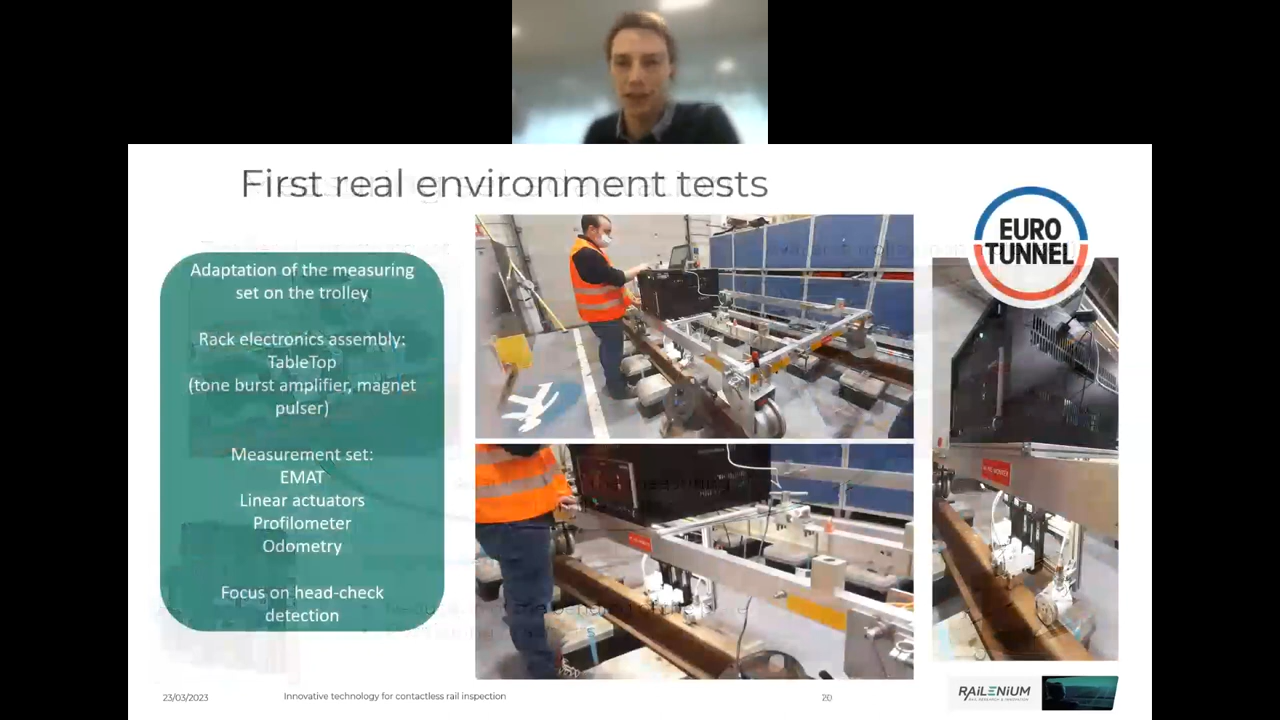 First real environment tests
EURO
TUNNEL
Adaptation of the measuring
set on the trolley
Rack electronics assembly:
TableTop
(tone burst amplifier, magnet
pulser)
Measurement set:
EMAT
Linear actuators
Profilometer
Odometry
Focus on head-check
detection
23/03/2023
Innovative technology for contactless rail inspection
20
RAILENIUM